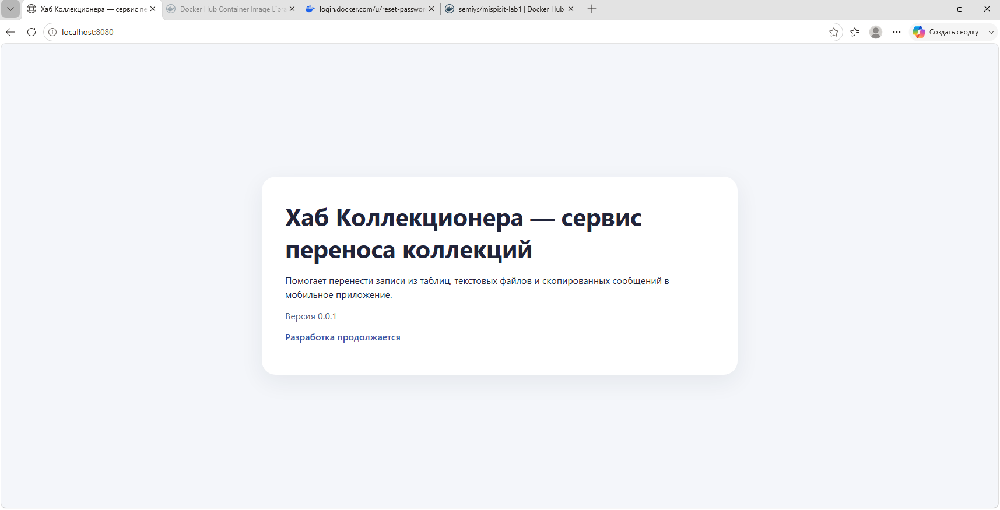 Хаб Коллекционера — сервис пе
Docker Hub Container Image Libra
login.docker.com/u/reset-passwor
semiys/mispisit-lab1 | Docker Hub
localhost:8080
Создать сводку
Хаб Коллекционера — сервис
переноса коллекций
Помогает перенести записи из таблиц, текстовых файлов и скопированных сообщений в
мобильное приложение.
Версия 0.0.1
Разработка продолжается